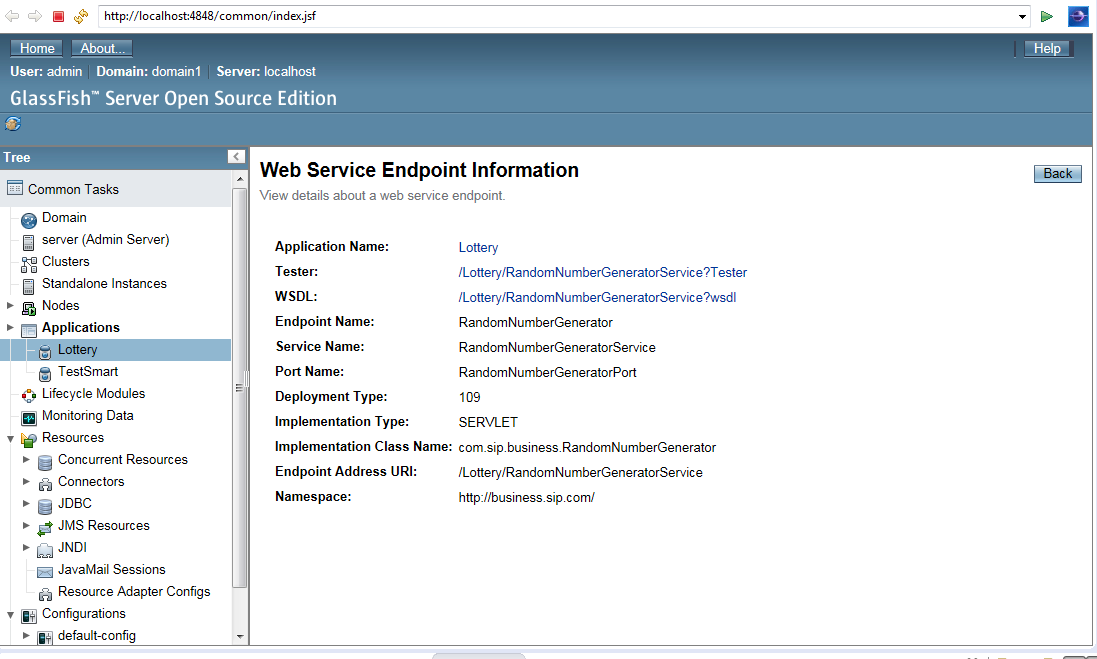 http://localhost:4848/common/index.jsf
Home About... Help
User: admin Domain: domain1 Server: localhost
GlassFish™ Server Open Source Edition
Tree
Common Tasks
Domain
server (Admin Server)
Clusters
Standalone Instances
Nodes
Applications
Lottery
TestSmart
Lifecycle Modules
Monitoring Data
Resources
Concurrent Resources
Connectors
JDBC
JMS Resources
JNDI
JavaMail Sessions
Resource Adapter Configs
Configurations
default-config
Web Service Endpoint Information
Back
View details about a web service endpoint.
Application Name: Lottery
Tester: /Lottery/RandomNumberGeneratorService?Tester
WSDL: /Lottery/RandomNumberGeneratorService?wsdl
Endpoint Name: RandomNumberGenerator
Service Name: RandomNumberGeneratorService
Port Name: RandomNumberGeneratorPort
Deployment Type: 109
Implementation Type: SERVLET
Implementation Class Name: com.sip.business.RandomNumberGenerator
Endpoint Address URI: /Lottery/RandomNumberGeneratorService
Namespace: http://business.sip.com/